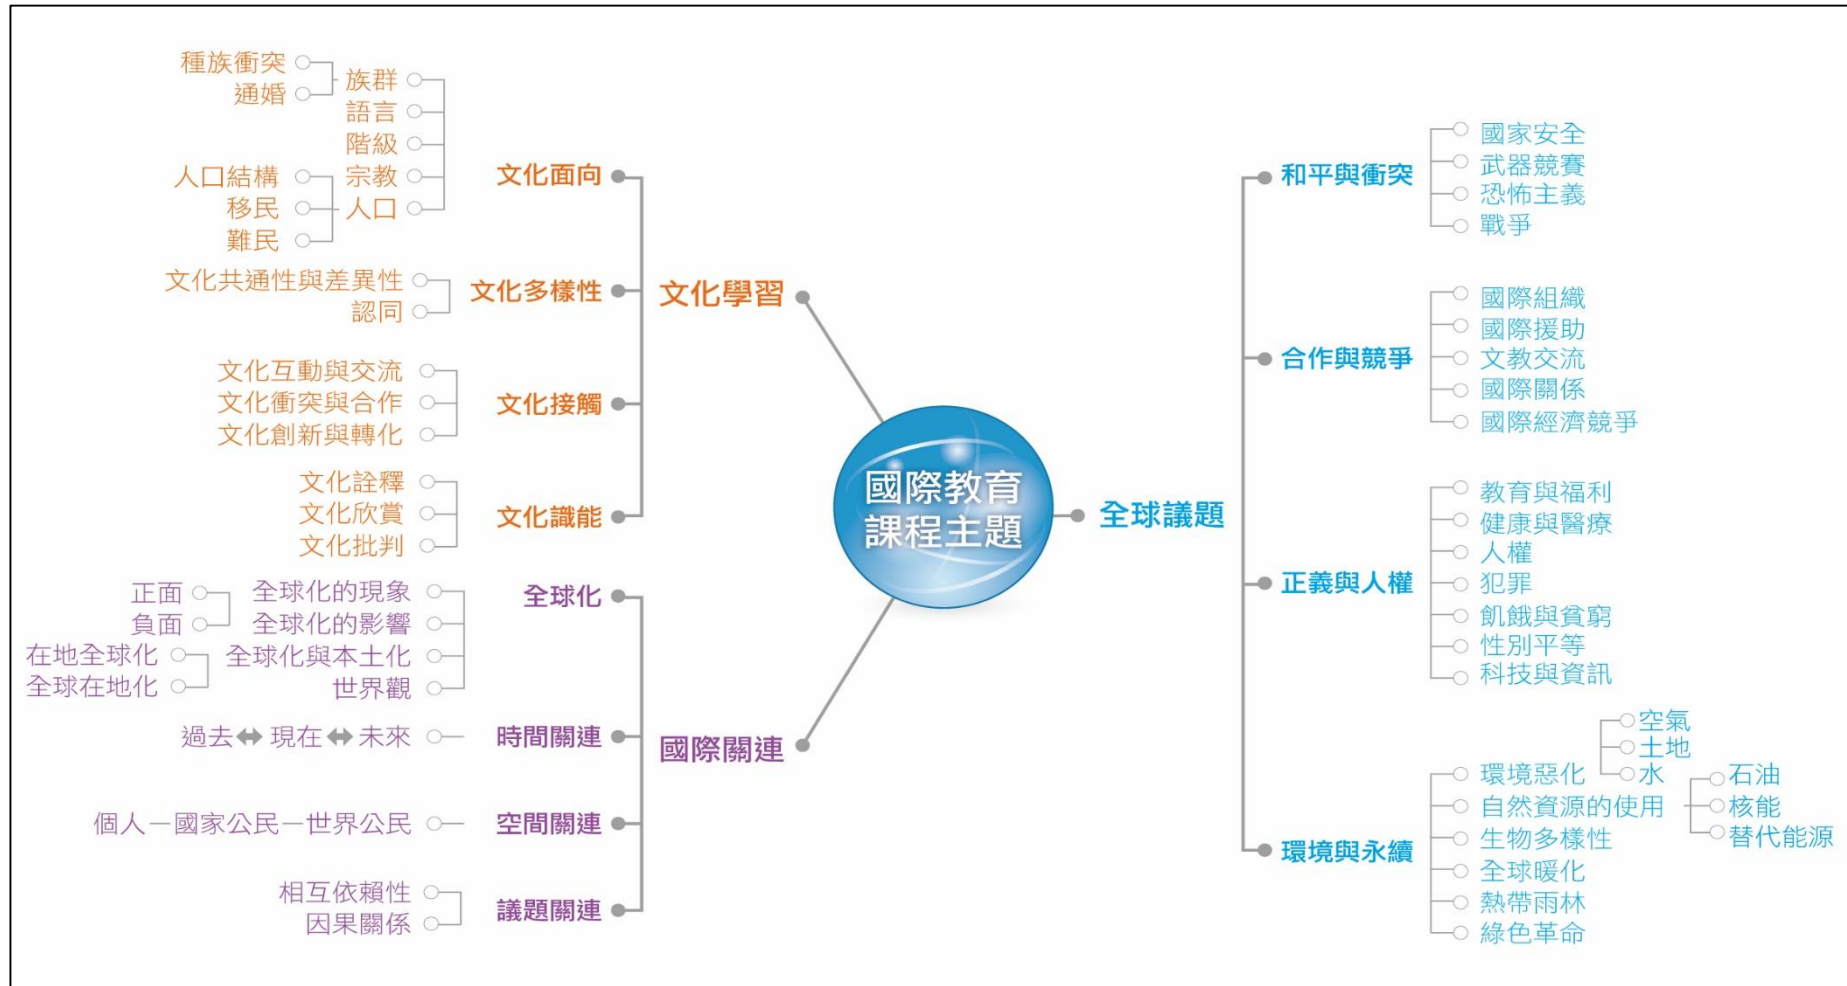 國際教育
課程主題
文化學習
文化面向
族群
種族衝突
通婚
語言
階級
宗教
人口
人口結構
移民
難民
文化多樣性
文化共通性與差異性
認同
文化接觸
文化互動與交流
文化衝突與合作
文化創新與轉化
文化識能
文化詮釋
文化欣賞
文化批判
國際關連
全球化
全球化的現象
全球化的影響
正面
負面
全球化與本土化
在地全球化
全球在地化
世界觀
時間關連
過去⬌現在⬌未來
空間關連
個人－國家公民－世界公民
議題關連
相互依賴性
因果關係
全球議題
和平與衝突
國家安全
武器競賽
恐怖主義
戰爭
合作與競爭
國際組織
國際援助
文教交流
國際關係
國際經濟競爭
正義與人權
教育與福利
健康與醫療
人權
犯罪
飢餓與貧窮
性別平等
科技與資訊
環境與永續
環境惡化
空氣
土地
水
自然資源的使用
石油
核能
替代能源
生物多樣性
全球暖化
熱帶雨林
綠色革命